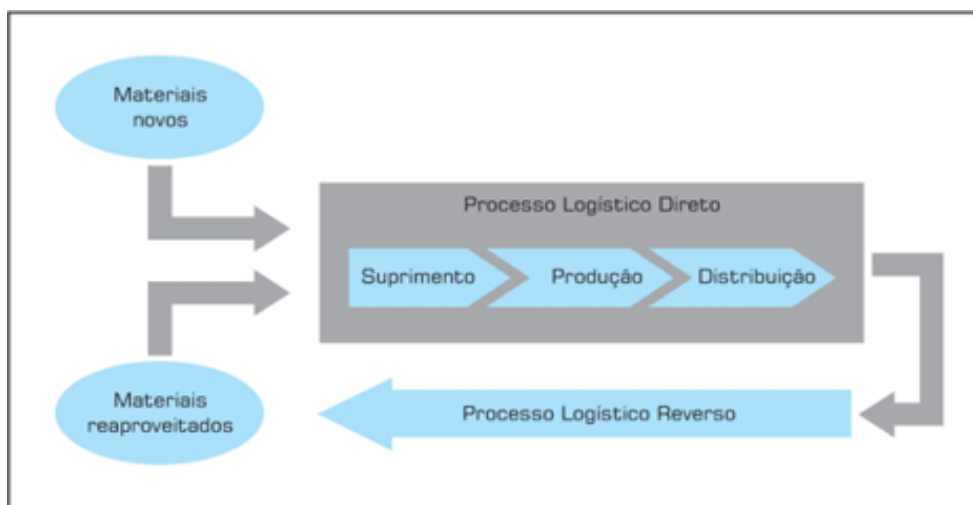 Materiais
novos
Processo Logístico Direto
Suprimento
Produção
Distribuição
Materiais
reaproveitados
Processo Logístico Reverso